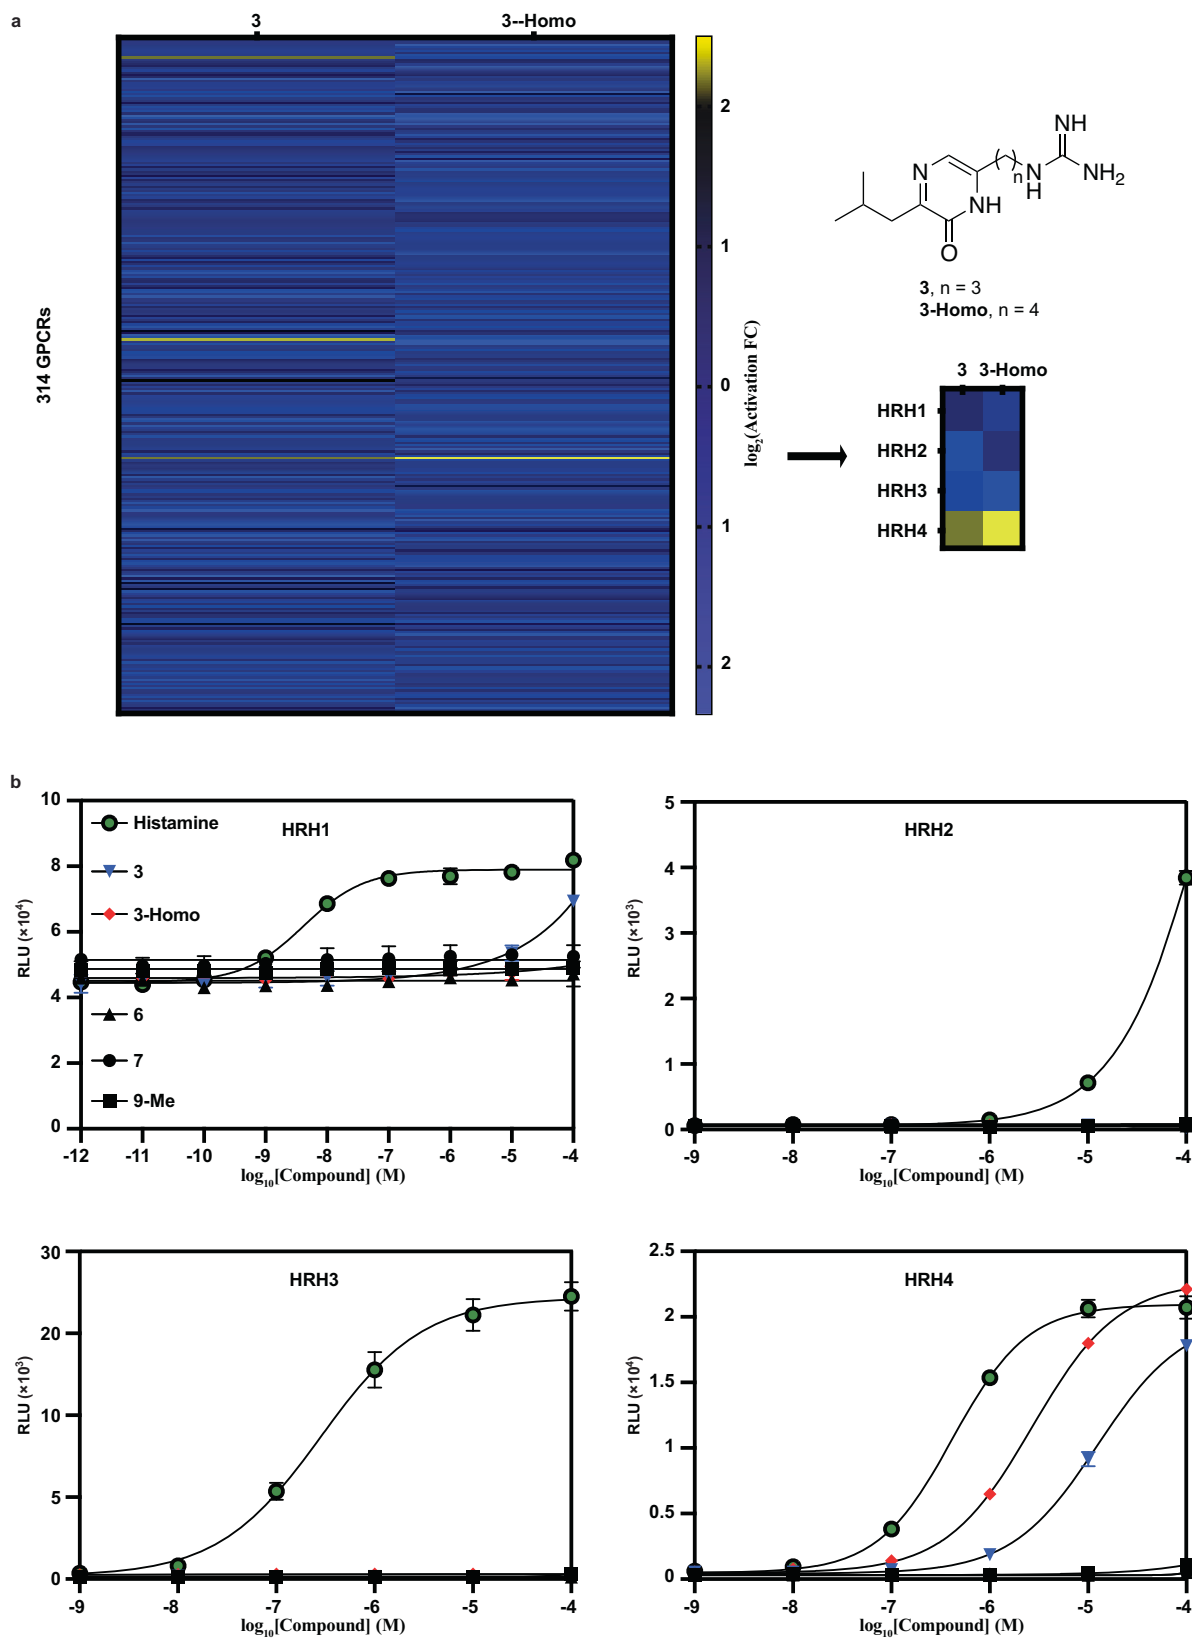 a
3
3--Homo
314 GPCRs
2
1
0
1
2
log2(Activation FC)
N
NH
O
( )n
N
H
NH
NH2
3, n = 3
3-Homo, n = 4
3 3-Homo
HRH1
HRH2
HRH3
HRH4
b
HRH1
Histamine
3
3-Homo
6
7
9-Me
RLU (×10⁴)
10
8
6
4
2
0
-12 -11 -10 -9 -8 -7 -6 -5 -4
log10[Compound] (M)
HRH2
RLU (×10³)
5
4
3
2
1
0
-9 -8 -7 -6 -5 -4
log10[Compound] (M)
HRH3
RLU (×10³)
30
20
10
5
0
-9 -8 -7 -6 -5 -4
log10[Compound] (M)
HRH4
RLU (×10⁴)
2.5
2
1.5
1
0.5
0
-9 -8 -7 -6 -5 -4
log10[Compound] (M)